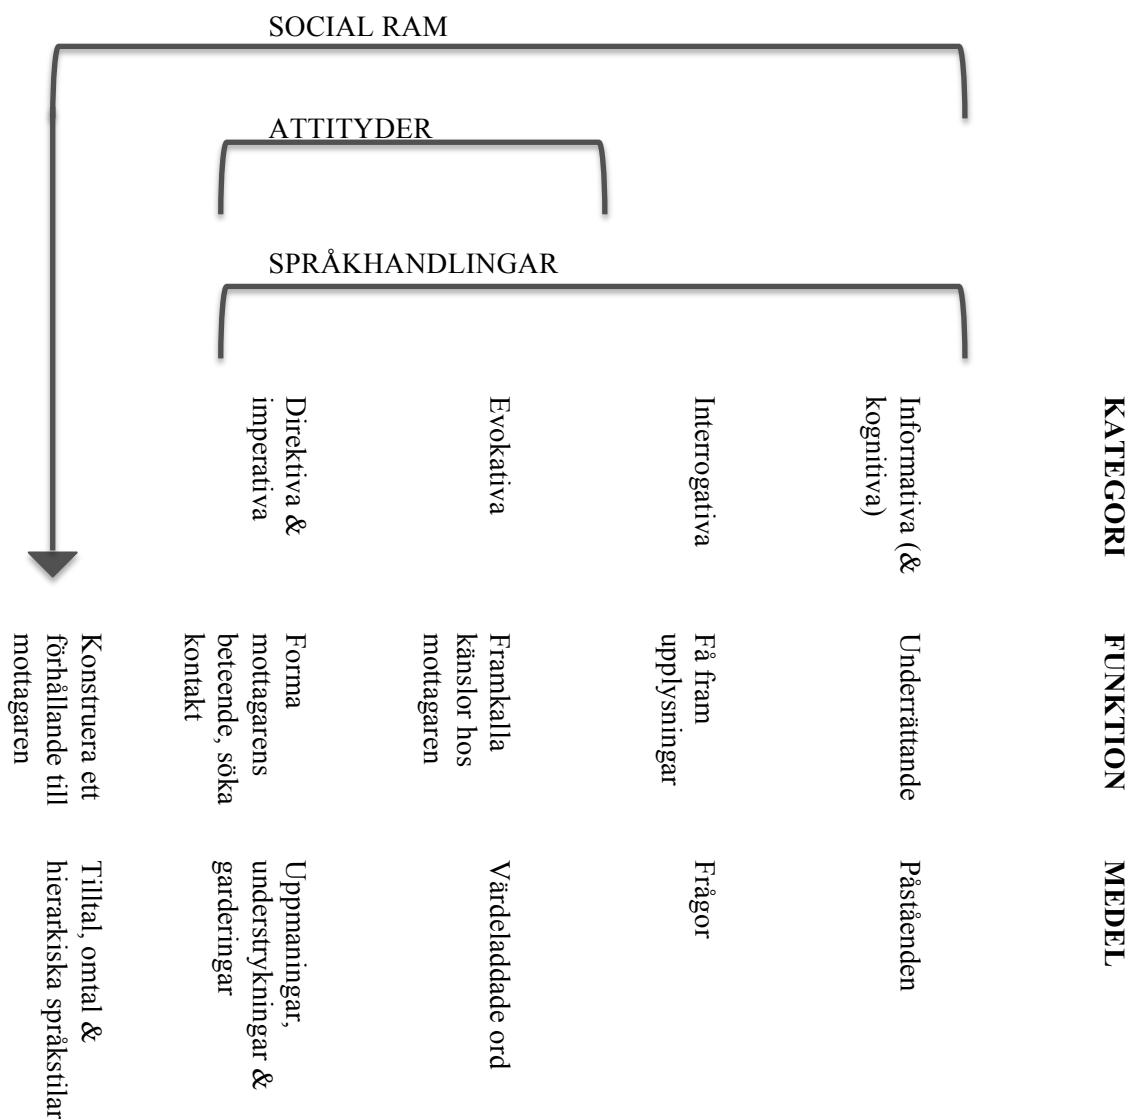 SOCIAL RAM
ATTITYDER
SPRÅKHANDLINGAR
KATEGORI
FUNKTION
MEDEL
Informativa (&
kognitiva)
Underrättande
Påståenden
Interrogativa
Få fram
upplysningar
Frågor
Evokativa
Framkalla
känslor hos
mottagaren
Värdeladdade ord
Direktiva &
imperativa
Forma
mottagarens
beteende, söka
kontakt
Uppmaningar,
understrykningar &
garderingar
Konstruera ett
förhållande till
mottagaren
Tilltal, omtal &
hierarkiska språkstilar